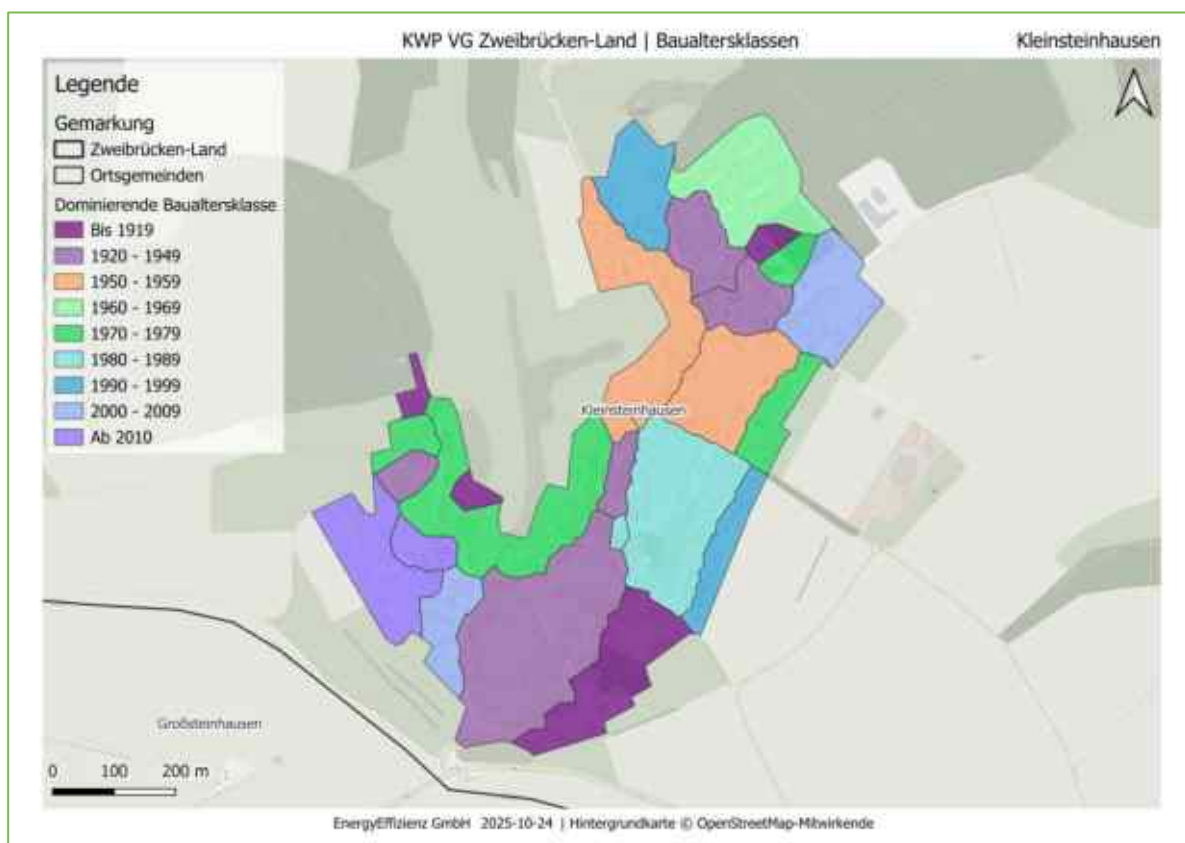 KWP VG Zweibrücken-Land | Baualtersklassen
Kleinsteinhausen
Legende
Gemarkung
Zweibrücken-Land
Ortsgemeinden
Dominierende Baualtersklasse
Bis 1919
1920 - 1949
1950 - 1959
1960 - 1969
1970 - 1979
1980 - 1989
1990 - 1999
2000 - 2009
Ab 2010
Kleinsteinhausen
Großsteinhausen
0 100 200 m
EnergyEffizienz GmbH 2025-10-24 | Hintergrundkarte © OpenStreetMap-Mitwirkende